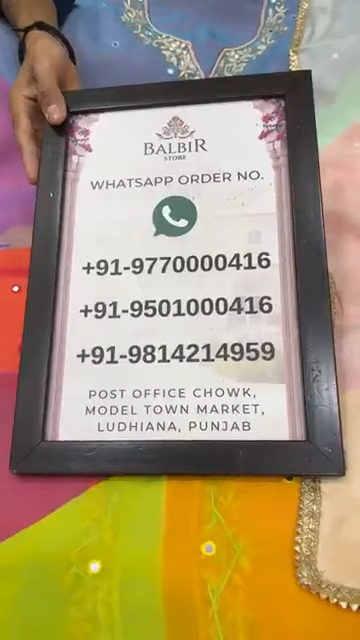 BALBIR
STORE
WHATSAPP ORDER NO.
+91-9770000416
+91-9501000416
+91-9814214959
POST OFFICE CHOWK,
MODEL TOWN MARKET,
LUDHIANA, PUNJAB